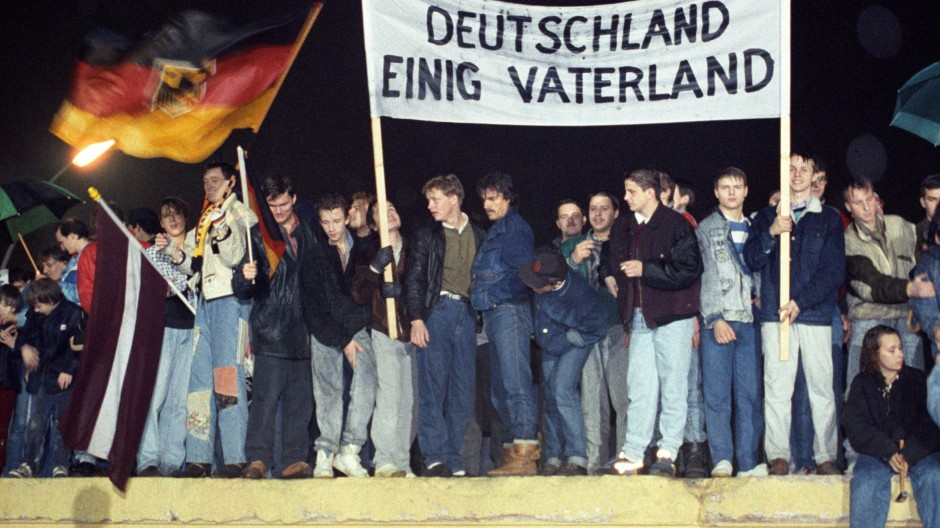 DEUTSCHLAND
EINIG VATERLAND